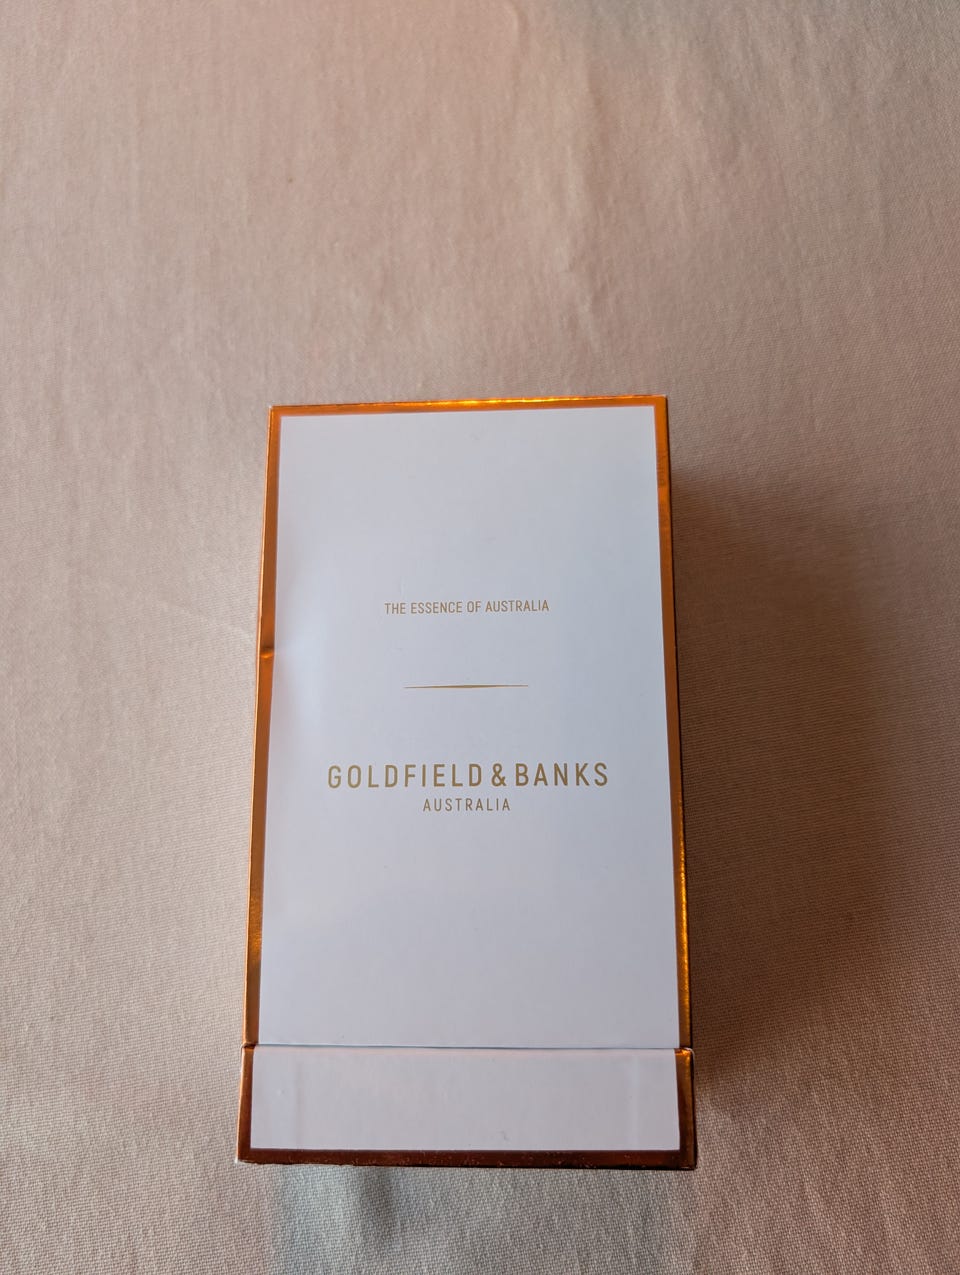 THE ESSENCE OF AUSTRALIA
GOLDFIELD & BANKS
AUSTRALIA